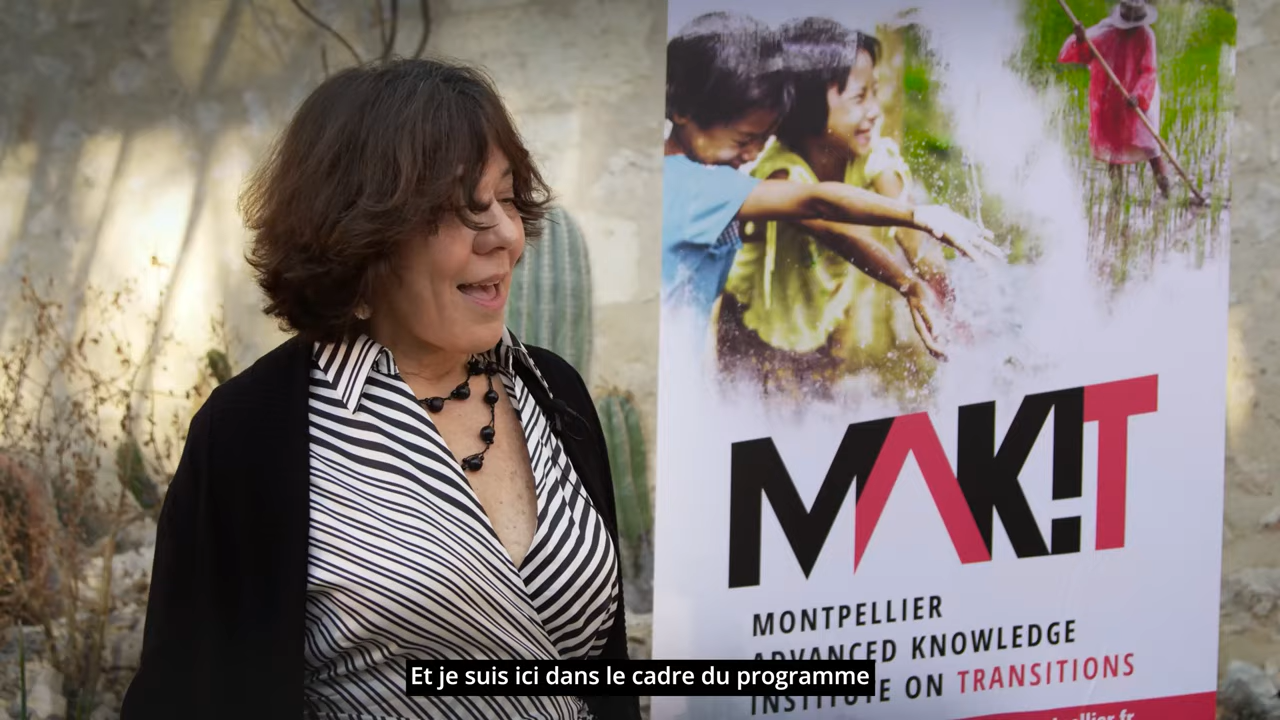 MAK!T
MONTPELLIER
ADVANCED KNOWLEDGE
INSTITUTE ON TRANSITIONS
Et je suis ici dans le cadre du programme